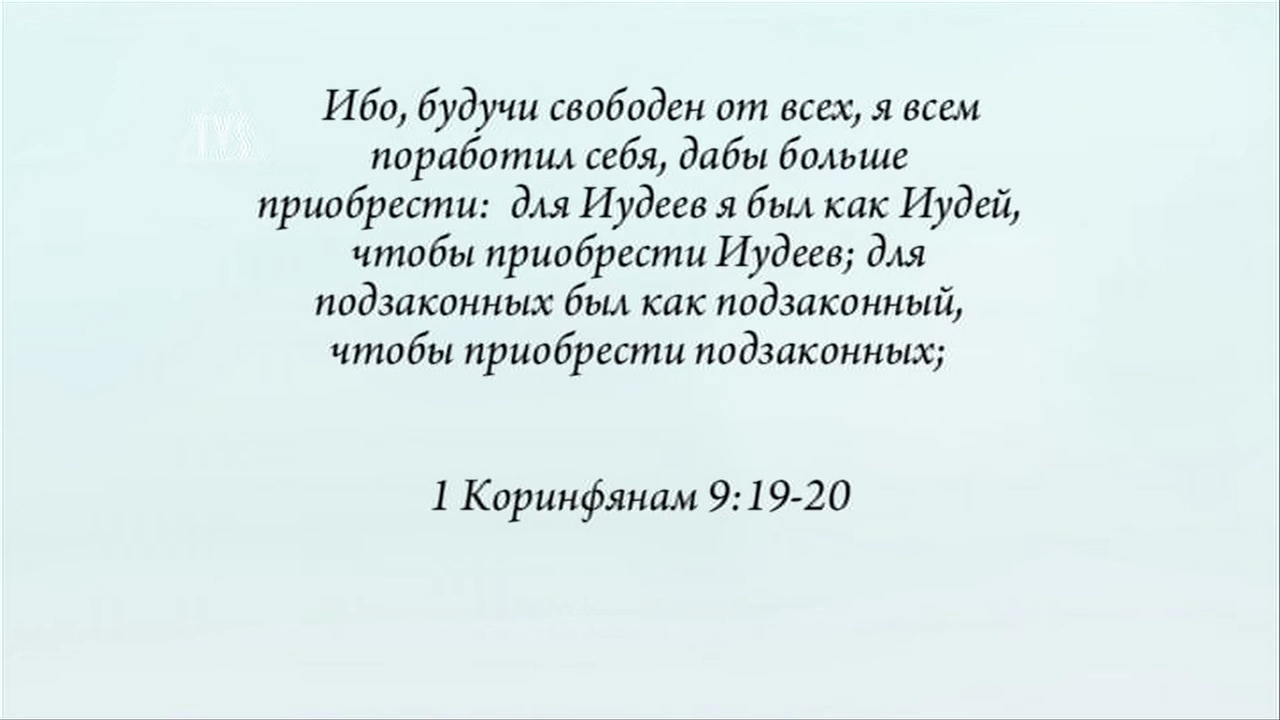 TVS
Ибо, будучи свободен от всех, я всем
поработил себя, дабы больше
приобрести: для Иудеев я был как Иудей,
чтобы приобрести Иудеев; для
подзаконных был как подзаконный,
чтобы приобрести подзаконных;
1 Коринфянам 9:19-20